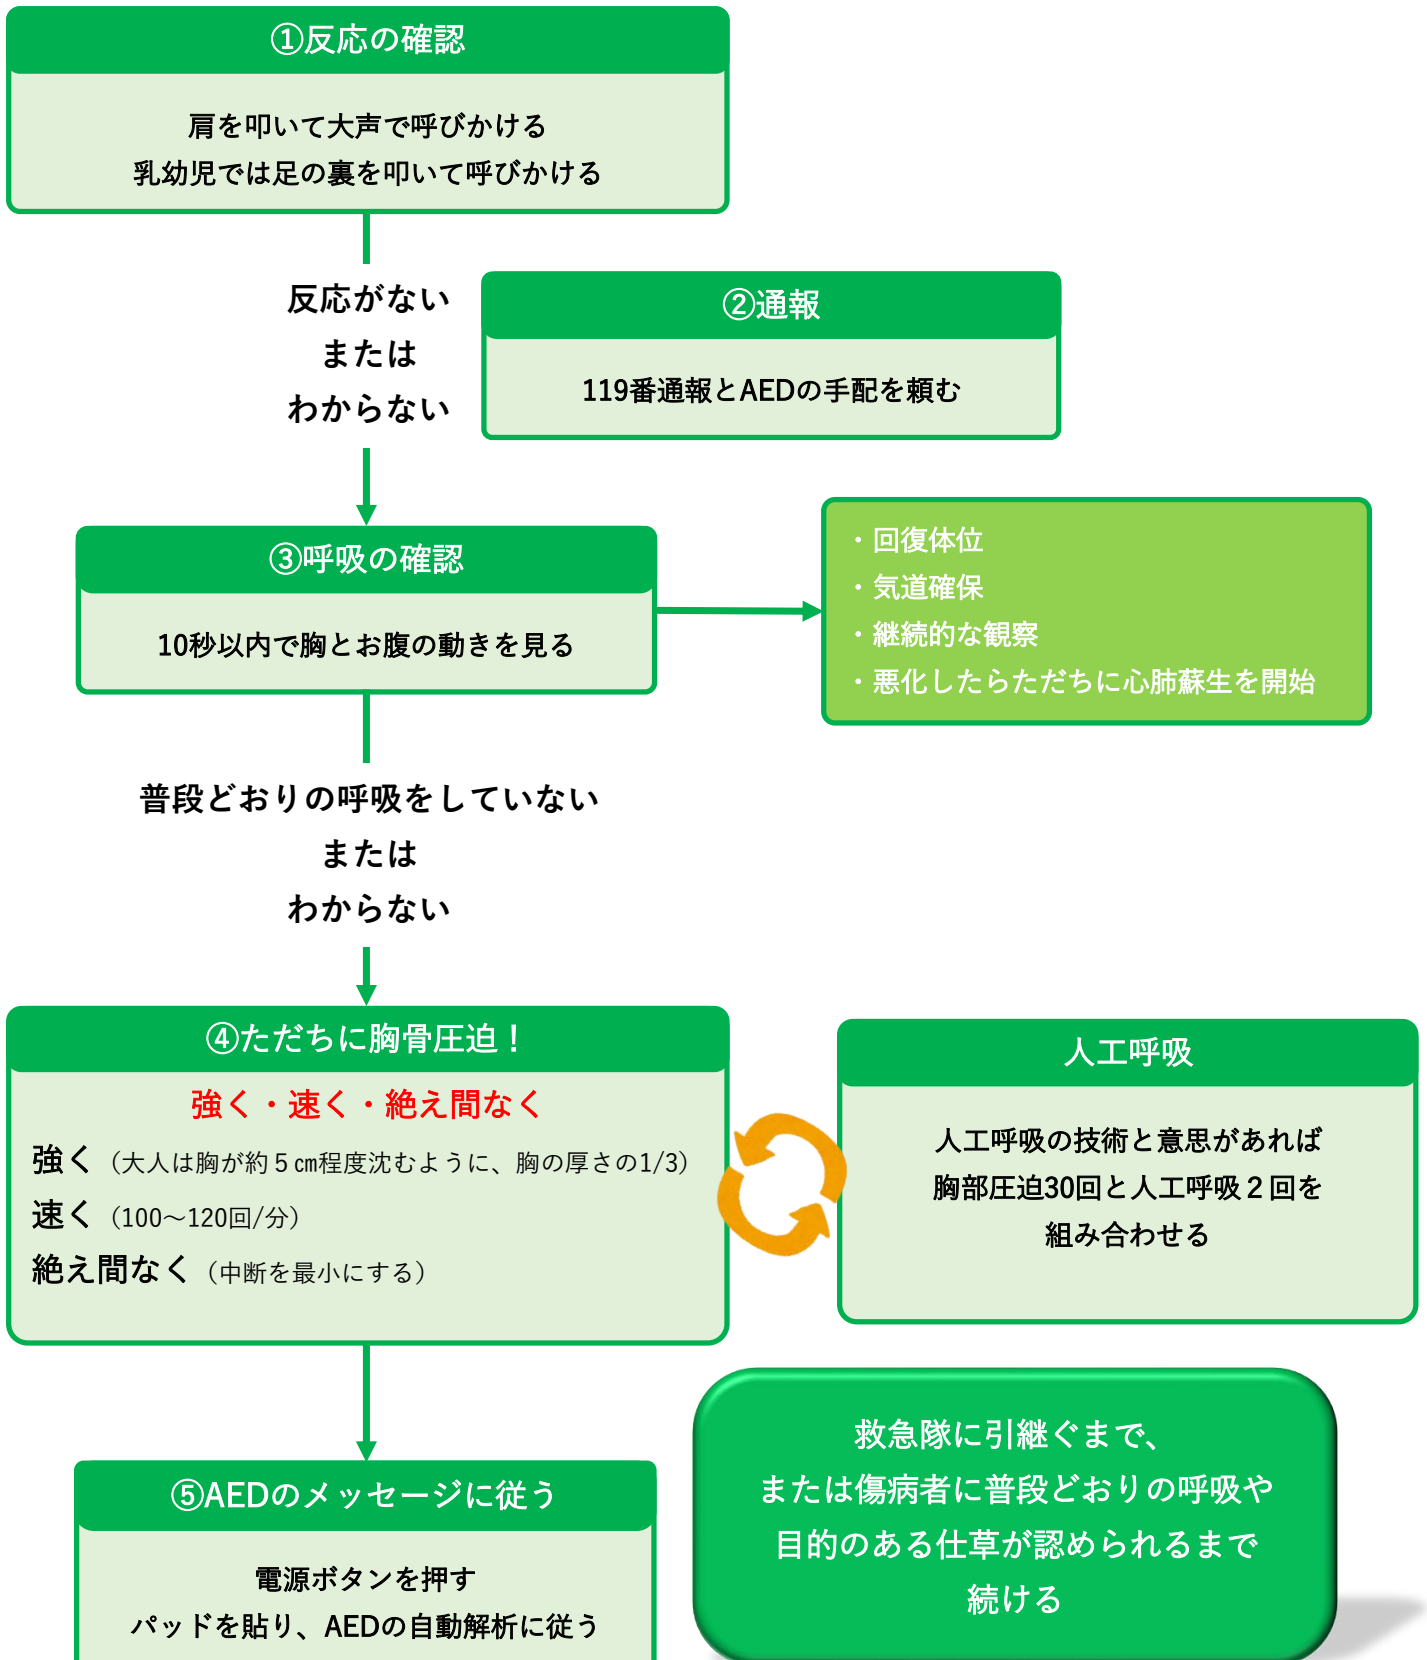 ①反応の確認
肩を叩いて大声で呼びかける
乳幼児では足の裏を叩いて呼びかける
反応がない
または
わからない
②通報
119番通報とAEDの手配を頼む
③呼吸の確認
10秒以内で胸とお腹の動きを見る
・回復体位
・気道確保
・継続的な観察
・悪化したらただちに心肺蘇生を開始
普段どおりの呼吸をしていない
または
わからない
④ただちに胸骨圧迫！
強く・速く・絶え間なく
強く（大人は胸が約５㎝程度沈むように、胸の厚さの1/3）
速く（100～120回/分）
絶え間なく（中断を最小にする）
人工呼吸
人工呼吸の技術と意思があれば
胸部圧迫30回と人工呼吸２回を
組み合わせる
⑤AEDのメッセージに従う
電源ボタンを押す
パッドを貼り、AEDの自動解析に従う
救急隊に引継ぐまで、
または傷病者に普段どおりの呼吸や
目的のある仕草が認められるまで
続ける